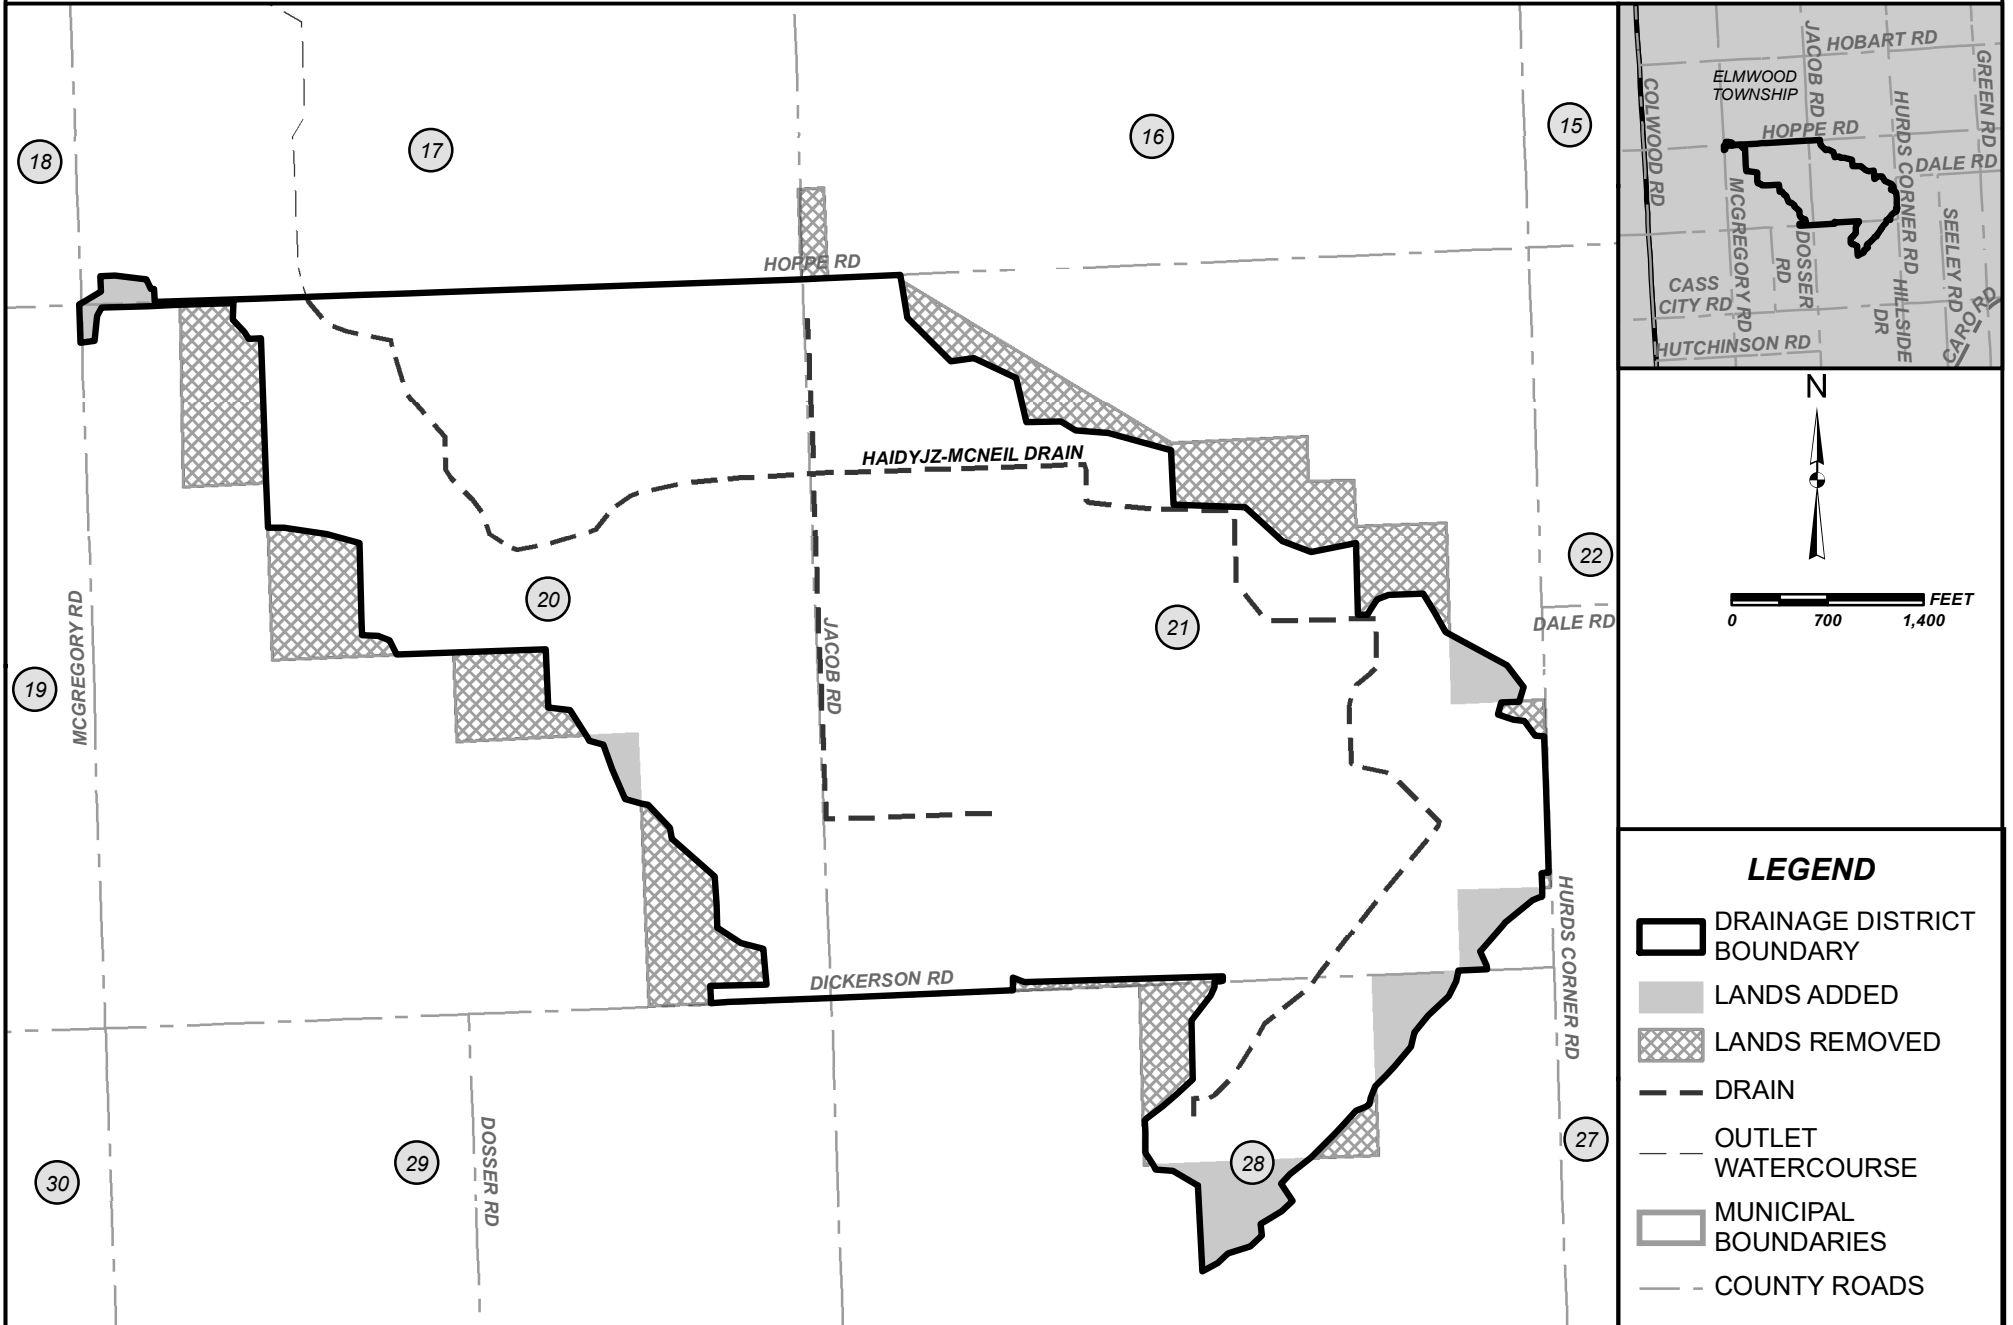 18
17
16
15
HOPPE RD
HAIDYJZ-MCNEIL DRAIN
MCGREGORY RD
20
21
22
DALE RD
JACOB RD
19
DICKERSON RD
HURDS CORNER RD
DOSSER RD
30
29
28
27
HOBART RD
JACOB RD
GREEN RD
ELMWOOD
TOWNSHIP
COLWOOD RD
HURDS CORNER RD
HOPPE RD
DALE RD
MCGREGORY RD
DOSSER
RD
SEELEY RD
CASS
CITY RD
HILLSIDE
DR
CARO RD
HUTCHINSON RD
N
FEET
0 700 1,400
LEGEND
DRAINAGE DISTRICT
BOUNDARY
LANDS ADDED
LANDS REMOVED
DRAIN
OUTLET
WATERCOURSE
MUNICIPAL
BOUNDARIES
COUNTY ROADS